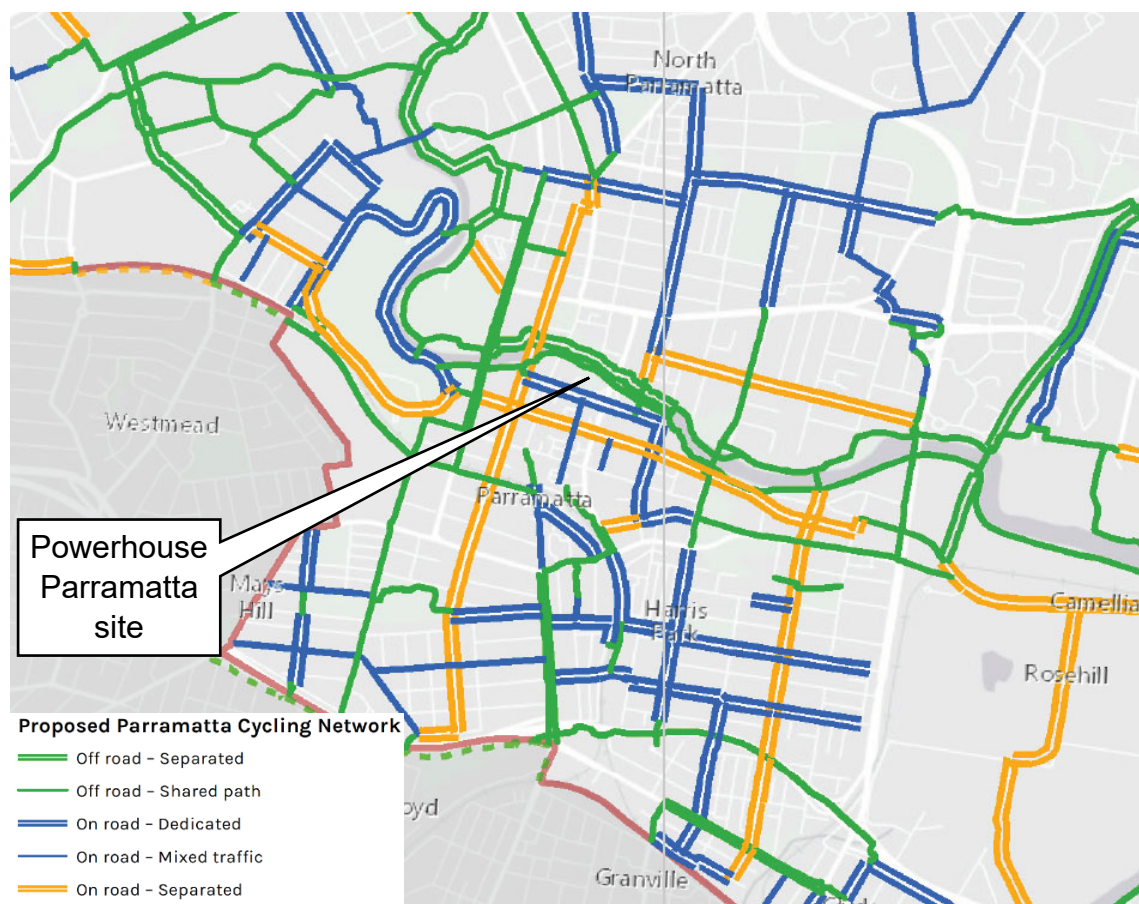 North
Parramatta
Westmead
Parramatta
Powerhouse
Parramatta
site
Mays
Hill
Harris
Park
Camellia
Rosehill
Proposed Parramatta Cycling Network
Off road – Separated
Off road – Shared path
On road – Dedicated
On road – Mixed traffic
On road – Separated
oyd
Granville